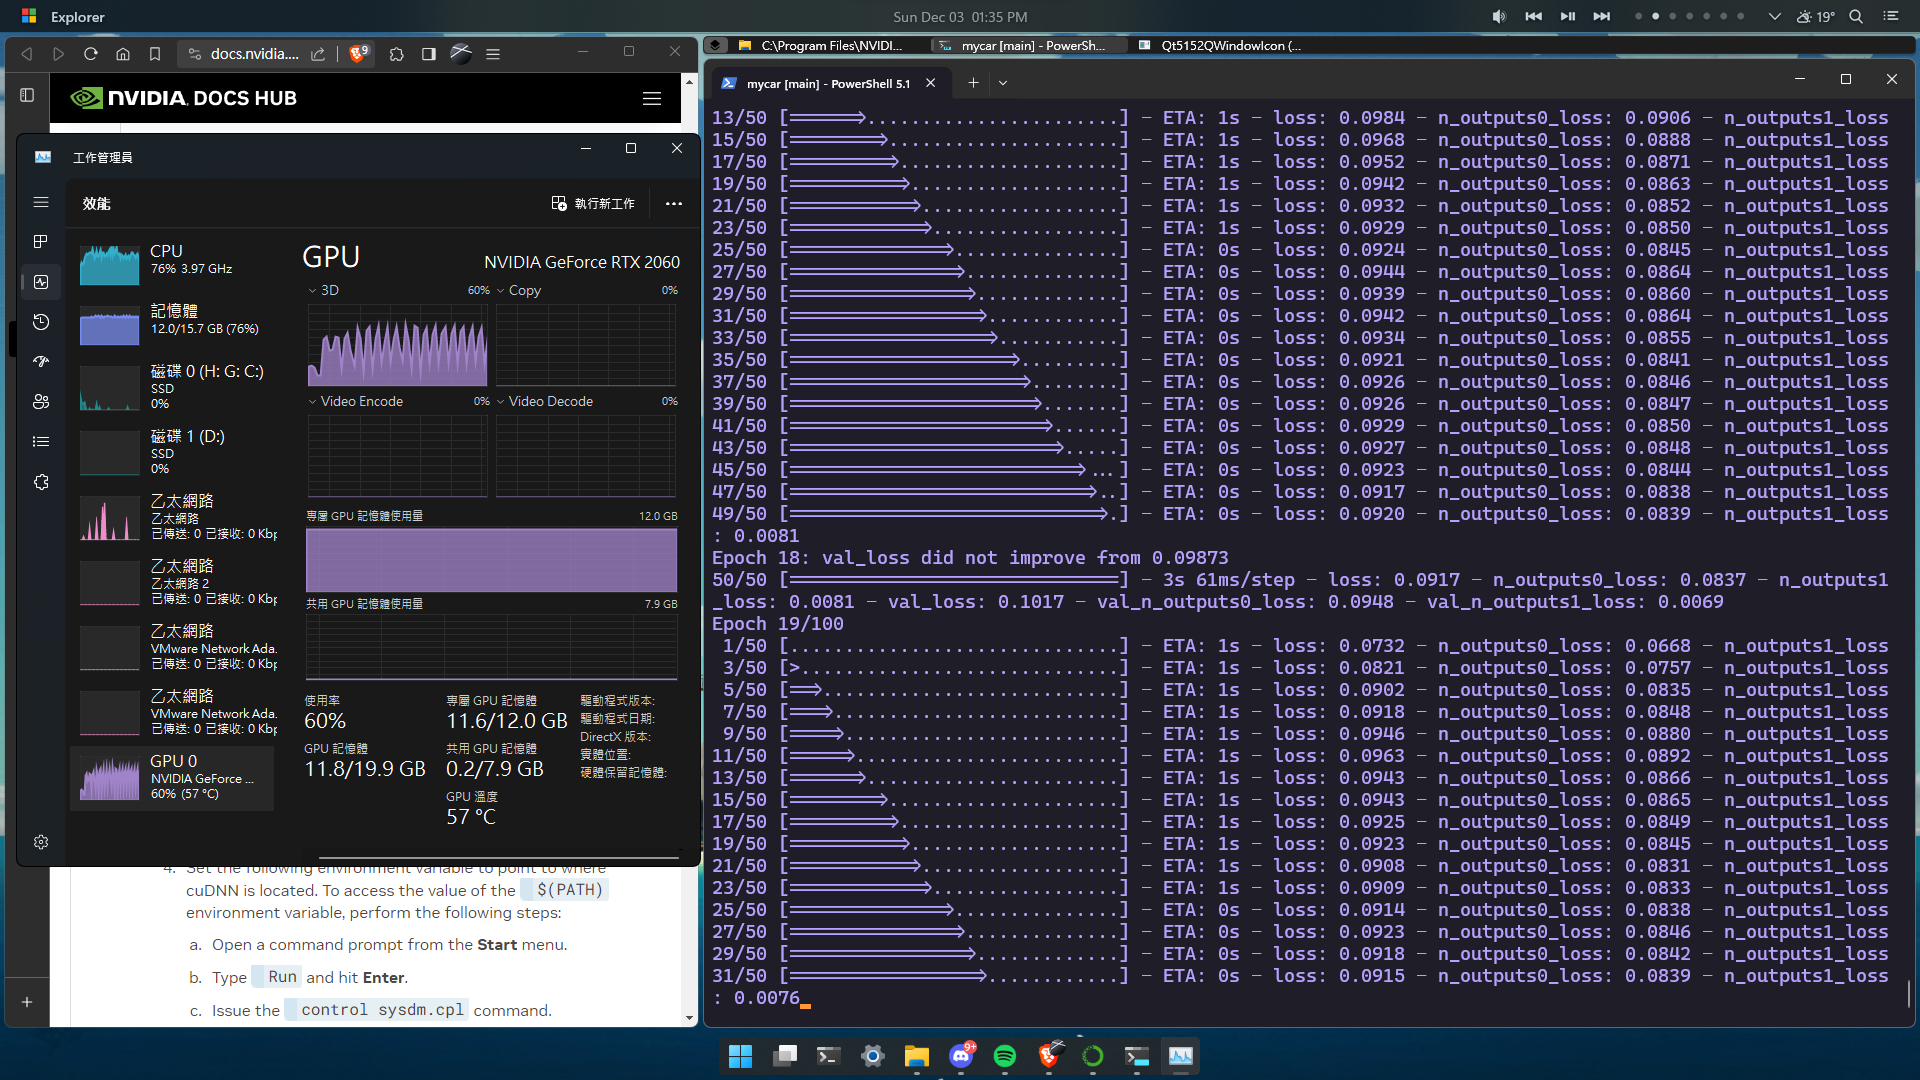 Explorer
Sun Dec 03 01:35 PM
19°
docs.nvidia....
9
NVIDIA. DOCS HUB
工作管理員
效能
執行新工作
CPU
76% 3.97 GHz
記憶體
12.0/15.7 GB (76%)
磁碟 0 (H: G: C:)
SSD
0%
磁碟 1 (D:)
SSD
0%
乙太網路
乙太網路
已傳送: 0 已接收: 0 Kbp
乙太網路
乙太網路 2
已傳送: 0 已接收: 0 Kbp
乙太網路
VMware Network Ada.
已傳送: 0 已接收: 0 Kbp
乙太網路
VMware Network Ada.
已傳送: 0 已接收: 0 Kbp
GPU 0
NVIDIA GeForce ...
60% (57 °C)
GPU
NVIDIA GeForce RTX 2060
3D 60%
Copy 0%
Video Encode 0%
Video Decode 0%
專屬 GPU 記憶體使用量 12.0 GB
共用 GPU 記憶體使用量 7.9 GB
使用率
60%
專屬 GPU 記憶體
11.6/12.0 GB
GPU 記憶體
11.8/19.9 GB
共用 GPU 記憶體
0.2/7.9 GB
GPU 溫度
57 °C
驅動程式版本:
驅動程式日期:
DirectX 版本:
實體位置:
硬體保留記憶體:
4. Set the following environment variable to point to where
cuDNN is located. To access the value of the $(PATH)
environment variable, perform the following steps:
a. Open a command prompt from the Start menu.
b. Type Run and hit Enter.
c. Issue the control sysdm.cpl command.
C:\Program Files\NVIDI...
mycar [main] - PowerSh...
Qt5152QWindowIcon (...
mycar [main] - PowerShell 5.1
13/50 [======>.......................] - ETA: 1s - loss: 0.0984 - n_outputs0_loss: 0.0906 - n_outputs1_loss
15/50 [========>.....................] - ETA: 1s - loss: 0.0968 - n_outputs0_loss: 0.0888 - n_outputs1_loss
17/50 [=========>....................] - ETA: 1s - loss: 0.0952 - n_outputs0_loss: 0.0871 - n_outputs1_loss
19/50 [==========>...................] - ETA: 1s - loss: 0.0942 - n_outputs0_loss: 0.0863 - n_outputs1_loss
21/50 [===========>..................] - ETA: 1s - loss: 0.0932 - n_outputs0_loss: 0.0852 - n_outputs1_loss
23/50 [============>.................] - ETA: 1s - loss: 0.0929 - n_outputs0_loss: 0.0850 - n_outputs1_loss
25/50 [==============>...............] - ETA: 0s - loss: 0.0924 - n_outputs0_loss: 0.0845 - n_outputs1_loss
27/50 [===============>..............] - ETA: 0s - loss: 0.0944 - n_outputs0_loss: 0.0864 - n_outputs1_loss
29/50 [================>.............] - ETA: 0s - loss: 0.0939 - n_outputs0_loss: 0.0860 - n_outputs1_loss
31/50 [=================>............] - ETA: 0s - loss: 0.0942 - n_outputs0_loss: 0.0864 - n_outputs1_loss
33/50 [==================>...........] - ETA: 0s - loss: 0.0934 - n_outputs0_loss: 0.0855 - n_outputs1_loss
35/50 [====================>.........] - ETA: 0s - loss: 0.0921 - n_outputs0_loss: 0.0841 - n_outputs1_loss
37/50 [=====================>........] - ETA: 0s - loss: 0.0926 - n_outputs0_loss: 0.0846 - n_outputs1_loss
39/50 [======================>.......] - ETA: 0s - loss: 0.0926 - n_outputs0_loss: 0.0847 - n_outputs1_loss
41/50 [=======================>......] - ETA: 0s - loss: 0.0929 - n_outputs0_loss: 0.0850 - n_outputs1_loss
43/50 [========================>.....] - ETA: 0s - loss: 0.0927 - n_outputs0_loss: 0.0848 - n_outputs1_loss
45/50 [==========================>...] - ETA: 0s - loss: 0.0923 - n_outputs0_loss: 0.0844 - n_outputs1_loss
47/50 [===========================>..] - ETA: 0s - loss: 0.0917 - n_outputs0_loss: 0.0838 - n_outputs1_loss
49/50 [============================>.] - ETA: 0s - loss: 0.0920 - n_outputs0_loss: 0.0839 - n_outputs1_loss
: 0.0081
Epoch 18: val_loss did not improve from 0.09873
50/50 [==============================] - 3s 61ms/step - loss: 0.0917 - n_outputs0_loss: 0.0837 - n_outputs1
_loss: 0.0081 - val_loss: 0.1017 - val_n_outputs0_loss: 0.0948 - val_n_outputs1_loss: 0.0069
Epoch 19/100
1/50 [..............................] - ETA: 1s - loss: 0.0732 - n_outputs0_loss: 0.0668 - n_outputs1_loss
3/50 [>.............................] - ETA: 1s - loss: 0.0821 - n_outputs0_loss: 0.0757 - n_outputs1_loss
5/50 [==>...........................] - ETA: 1s - loss: 0.0902 - n_outputs0_loss: 0.0835 - n_outputs1_loss
7/50 [===>..........................] - ETA: 1s - loss: 0.0918 - n_outputs0_loss: 0.0848 - n_outputs1_loss
9/50 [====>.........................] - ETA: 1s - loss: 0.0946 - n_outputs0_loss: 0.0880 - n_outputs1_loss
11/50 [=====>........................] - ETA: 1s - loss: 0.0963 - n_outputs0_loss: 0.0892 - n_outputs1_loss
13/50 [======>.......................] - ETA: 1s - loss: 0.0943 - n_outputs0_loss: 0.0866 - n_outputs1_loss
15/50 [========>.....................] - ETA: 1s - loss: 0.0943 - n_outputs0_loss: 0.0865 - n_outputs1_loss
17/50 [=========>....................] - ETA: 1s - loss: 0.0925 - n_outputs0_loss: 0.0849 - n_outputs1_loss
19/50 [==========>...................] - ETA: 1s - loss: 0.0923 - n_outputs0_loss: 0.0845 - n_outputs1_loss
21/50 [===========>..................] - ETA: 1s - loss: 0.0908 - n_outputs0_loss: 0.0831 - n_outputs1_loss
23/50 [============>.................] - ETA: 1s - loss: 0.0909 - n_outputs0_loss: 0.0833 - n_outputs1_loss
25/50 [==============>...............] - ETA: 0s - loss: 0.0914 - n_outputs0_loss: 0.0838 - n_outputs1_loss
27/50 [===============>..............] - ETA: 0s - loss: 0.0923 - n_outputs0_loss: 0.0846 - n_outputs1_loss
29/50 [================>.............] - ETA: 0s - loss: 0.0918 - n_outputs0_loss: 0.0842 - n_outputs1_loss
31/50 [=================>............] - ETA: 0s - loss: 0.0915 - n_outputs0_loss: 0.0839 - n_outputs1_loss
: 0.0076
9+